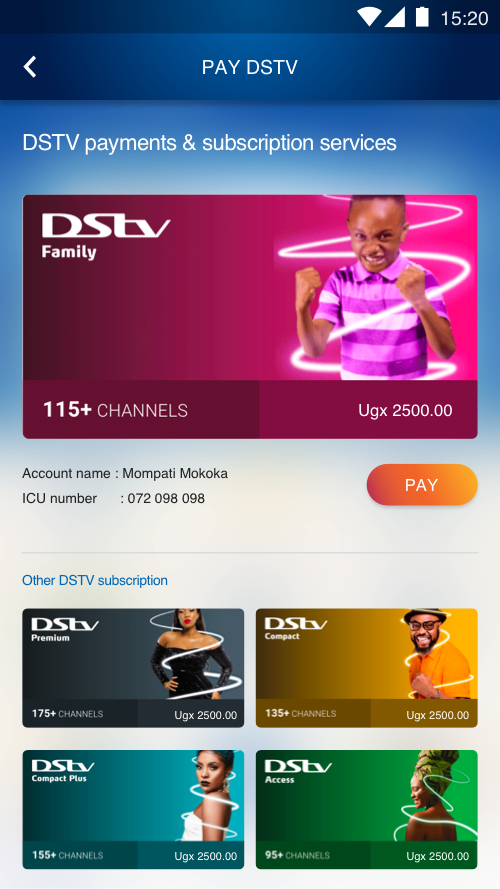 15:20
PAY DSTV
DSTV payments & subscription services
DStv
Family
115+ CHANNELS
Ugx 2500.00
Account name : Mompati Mokoka
ICU number : 072 098 098
PAY
Other DSTV subscription
DStv
Premium
175+ CHANNELS
Ugx 2500.00
DStv
Compact
135+ CHANNELS
Ugx 2500.00
DStv
Compact Plus
155+ CHANNELS
Ugx 2500.00
DStv
Access
95+ CHANNELS
Ugx 2500.00